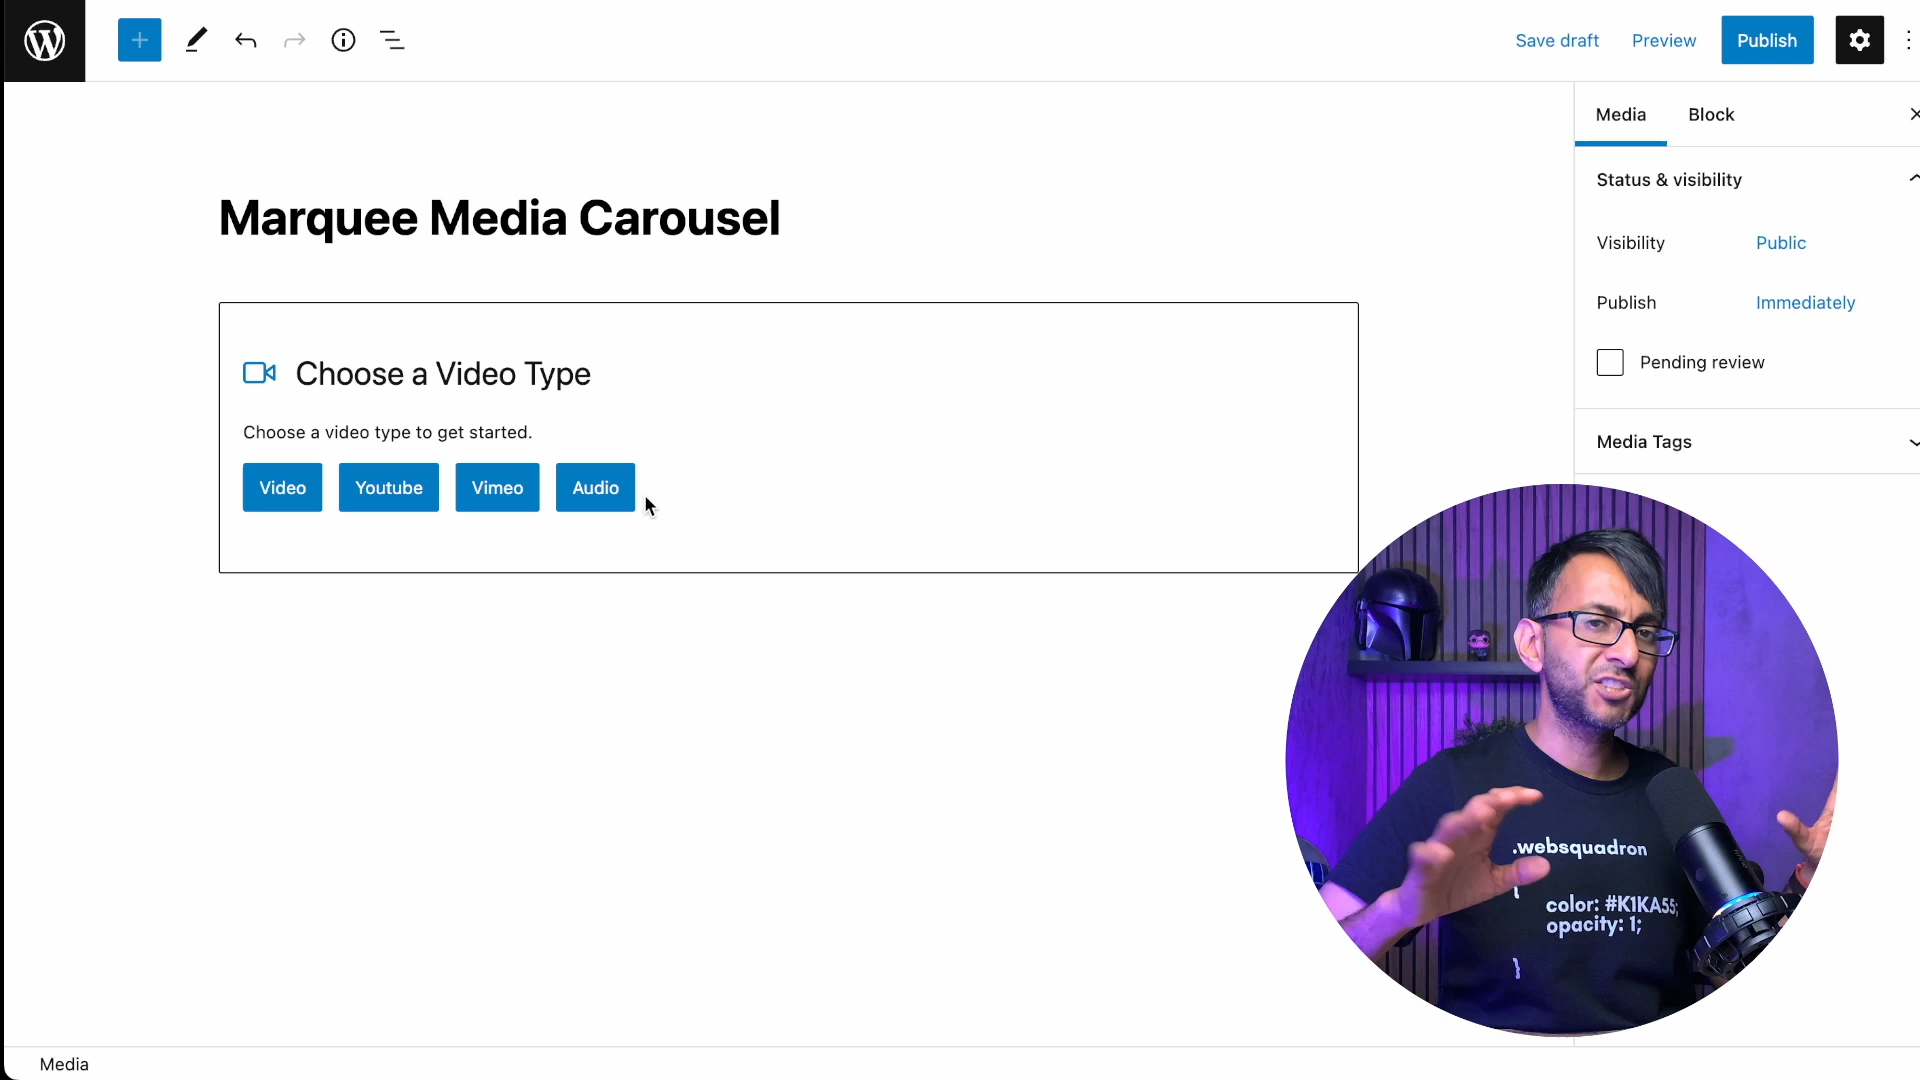 Save draft
Preview
Publish
Media
Block
Marquee Media Carousel
Status & visibility
Visibility
Public
Publish
Immediately
Pending review
Choose a Video Type
Choose a video type to get started.
Video
Youtube
Vimeo
Audio
Media Tags
.websquadron
{
color: #K1KA55;
opacity: 1;
}
Media